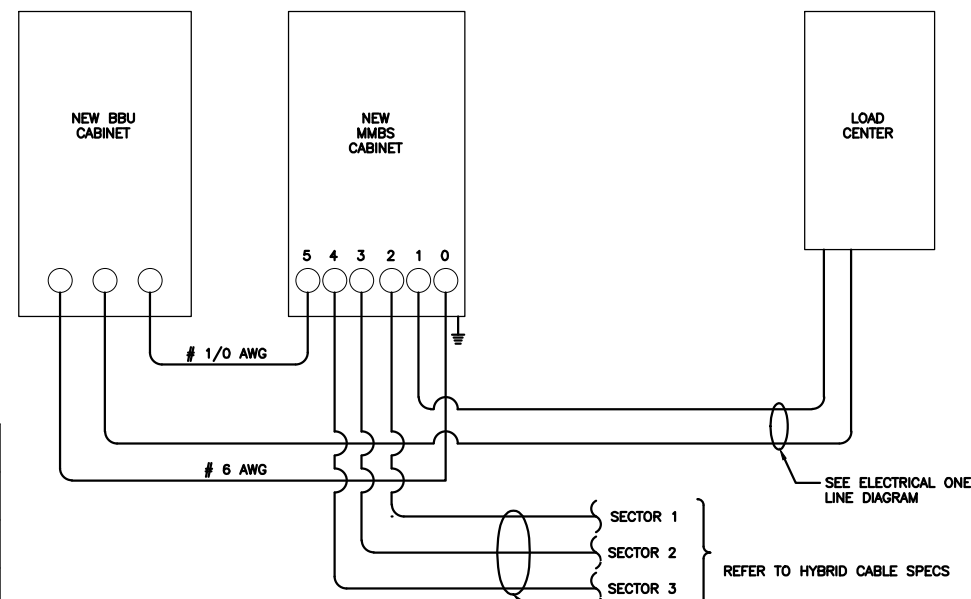 NEW BBU
CABINET
NEW
MMBS
CABINET
LOAD
CENTER
5 4 3 2 1 0
# 1/0 AWG
# 6 AWG
SEE ELECTRICAL ONE
LINE DIAGRAM
SECTOR 1
SECTOR 2
SECTOR 3
REFER TO HYBRID CABLE SPECS